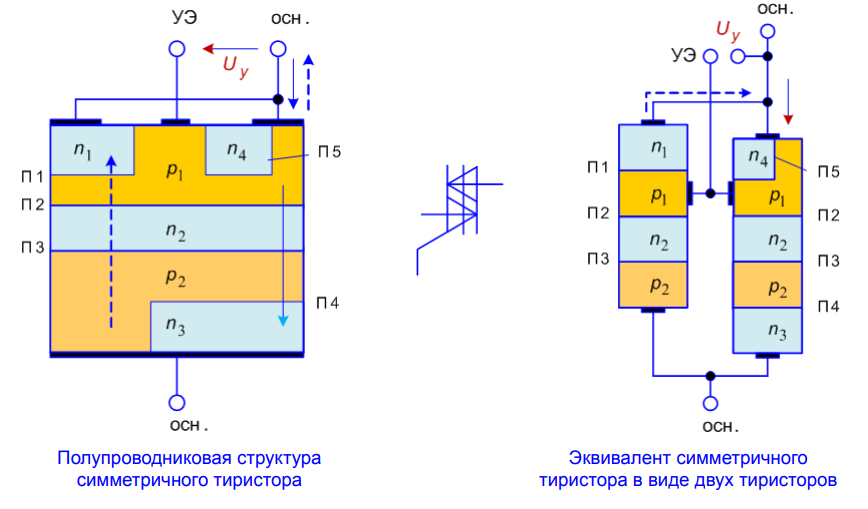 УЭ
осн.
U у
n1
n4
p1
П5
П1
П2
n2
П3
p2
П4
n3
осн.
Полупроводниковая структура
симметричного тиристора
осн.
U у
УЭ
n1
n4
П1
П5
p1
p1
П2
П2
n2
n2
П3
П3
p2
p2
П4
n3
осн.
Эквивалент симметричного
тиристора в виде двух тиристоров